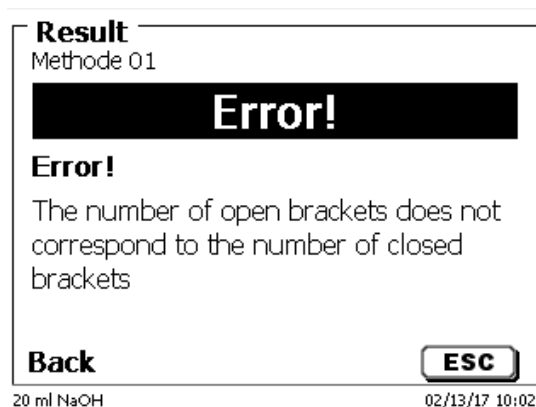 Result
Methode 01
Error!
Error!
The number of open brackets does not
correspond to the number of closed
brackets
Back
ESC
20 ml NaOH
02/13/17 10:02